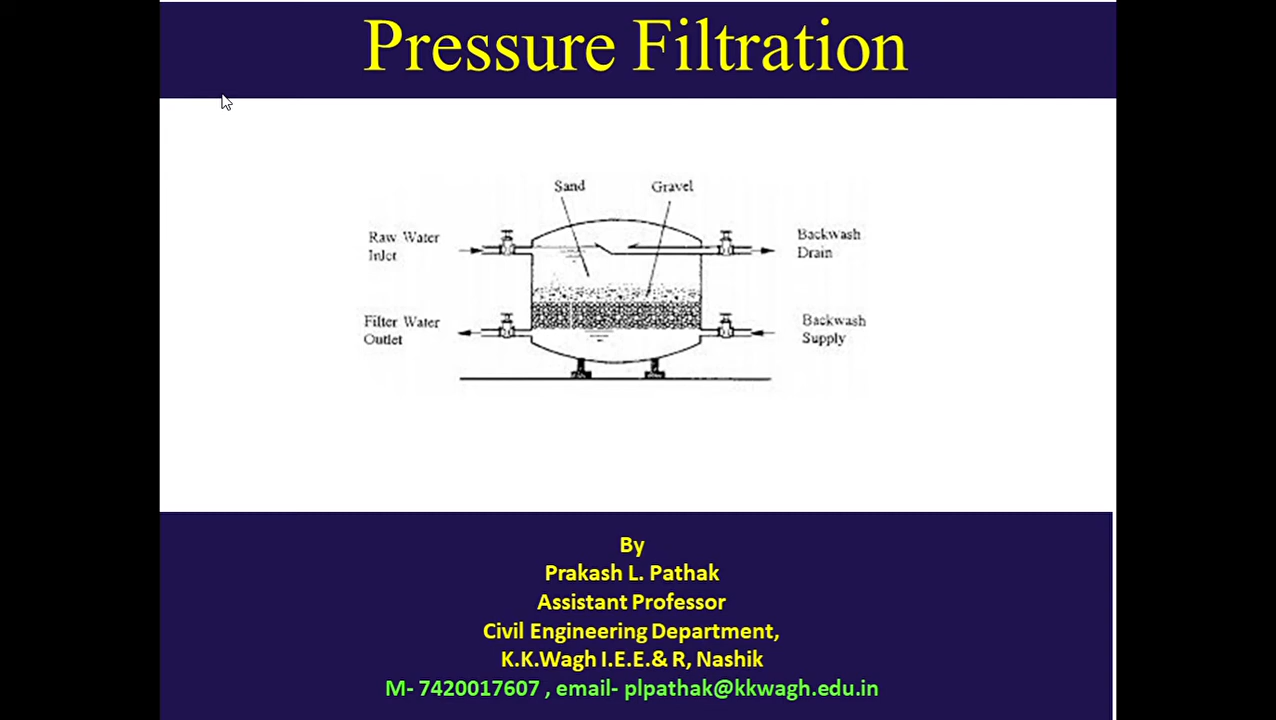 Pressure Filtration
Sand
Gravel
Raw Water
Inlet
Backwash
Drain
Filter Water
Outlet
Backwash
Supply
By
Prakash L. Pathak
Assistant Professor
Civil Engineering Department,
K.K.Wagh I.E.E.& R, Nashik
M- 7420017607 , email- plpathak@kkwagh.edu.in